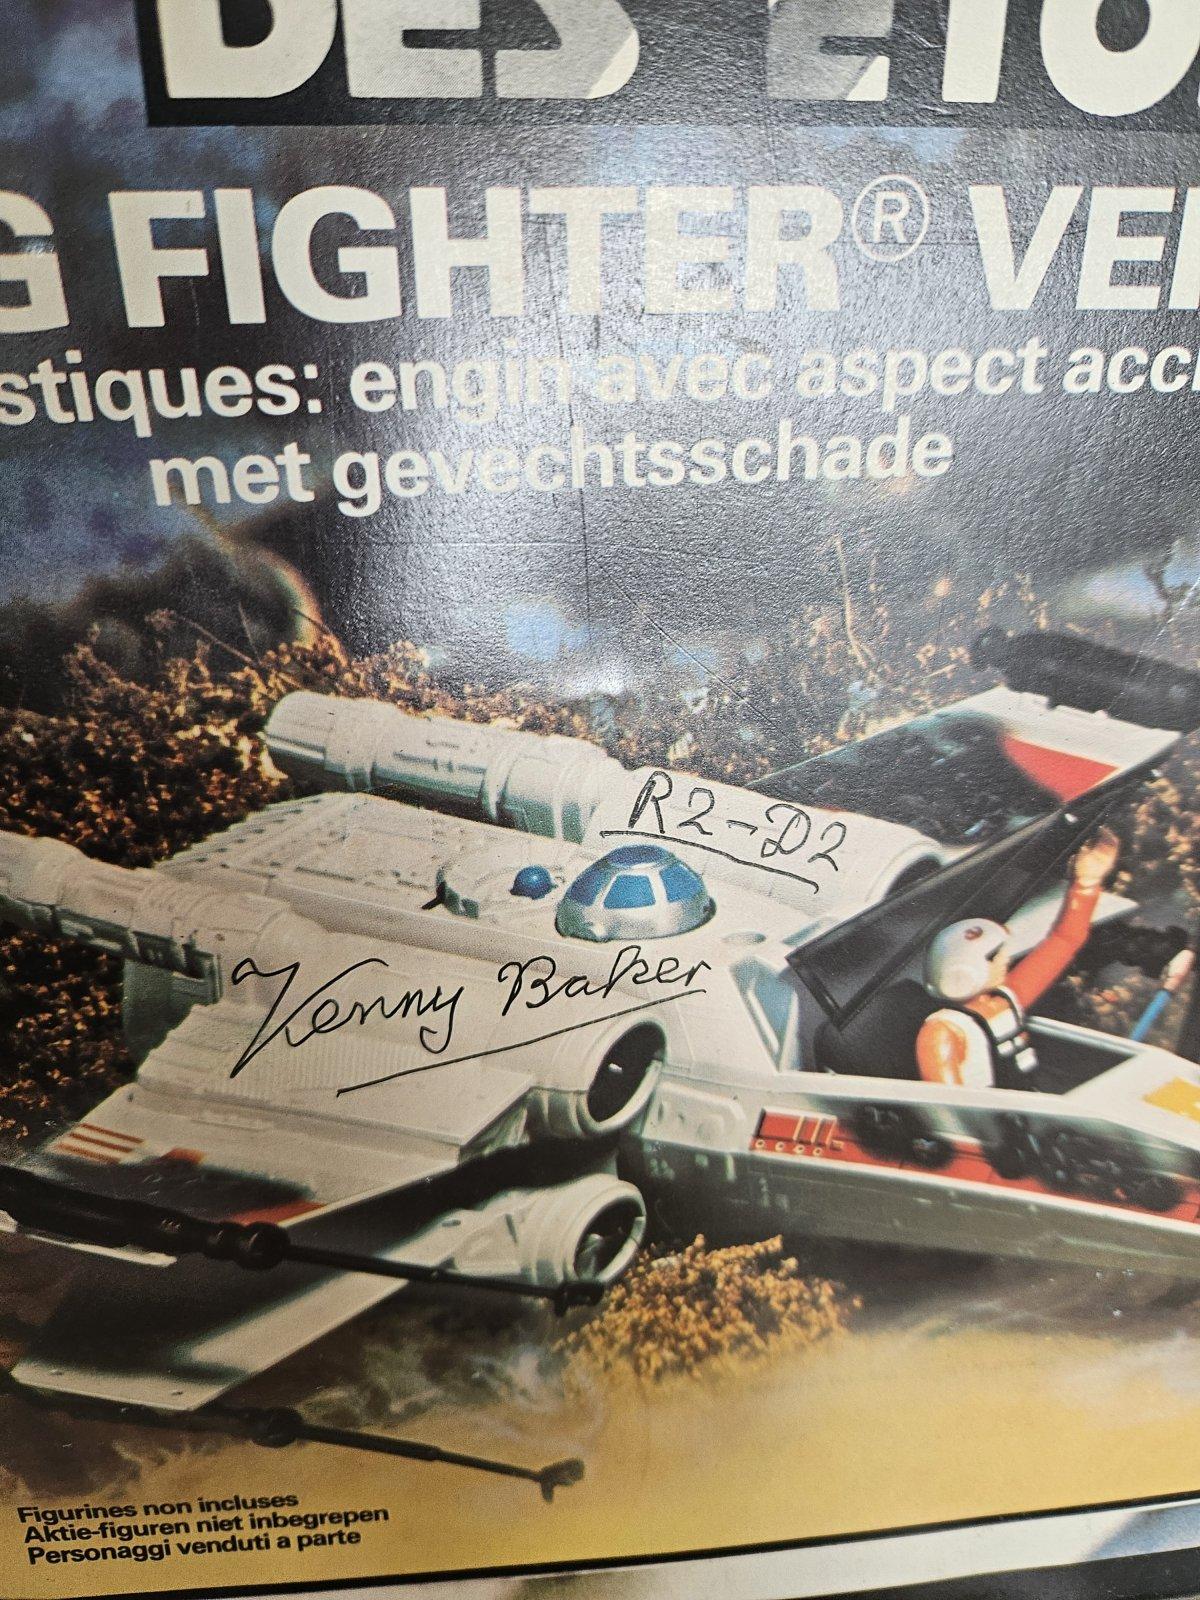 DES ÉTO
G FIGHTER® VE
stiques: engin avec aspect acc
met gevechtsschade
R2-D2
Kenny Baker
Figurines non incluses
Aktie-figuren niet inbegrepen
Personaggi venduti a parte